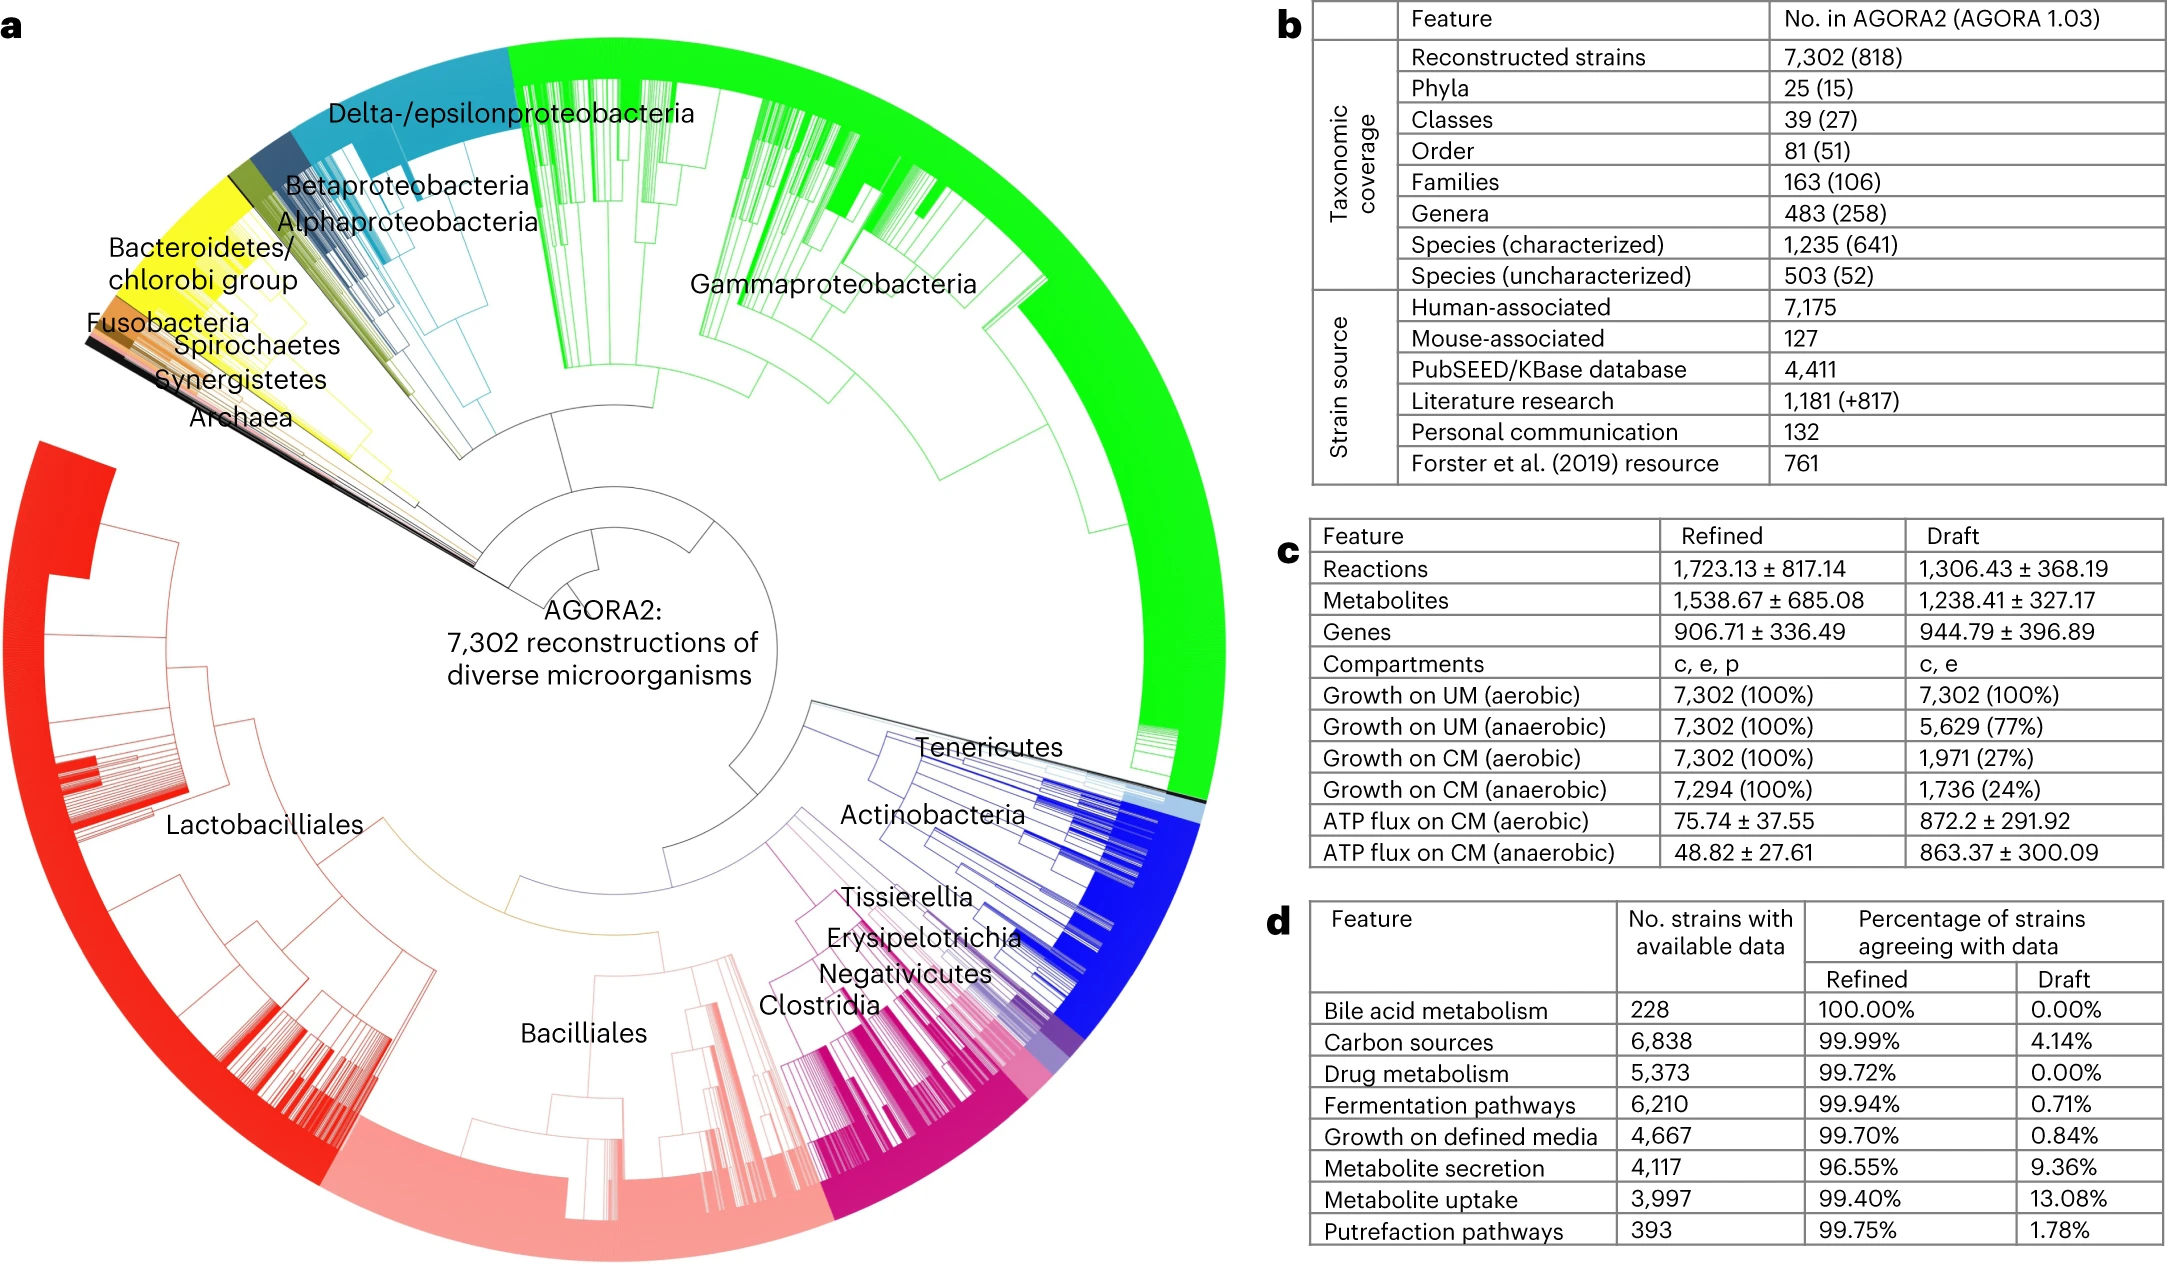 a
Delta-/epsilonproteobacteria
Betaproteobacteria
Alphaproteobacteria
Bacteroidetes/
chlorobi group
Gammaproteobacteria
Fusobacteria
Spirochaetes
Synergistetes
Archaea
AGORA2:
7,302 reconstructions of
diverse microorganisms
Tenericutes
Actinobacteria
Lactobacilliales
Tissierellia
Erysipelotrichia
Negativicutes
Clostridia
Bacilliales
b
Feature No. in AGORA2 (AGORA 1.03)
Taxonomic
coverage
Reconstructed strains 7,302 (818)
Phyla 25 (15)
Classes 39 (27)
Order 81 (51)
Families 163 (106)
Genera 483 (258)
Species (characterized) 1,235 (641)
Species (uncharacterized) 503 (52)
Strain source
Human-associated 7,175
Mouse-associated 127
PubSEED/KBase database 4,411
Literature research 1,181 (+817)
Personal communication 132
Forster et al. (2019) resource 761
c
Feature Refined Draft
Reactions 1,723.13 ± 817.14 1,306.43 ± 368.19
Metabolites 1,538.67 ± 685.08 1,238.41 ± 327.17
Genes 906.71 ± 336.49 944.79 ± 396.89
Compartments c, e, p c, e
Growth on UM (aerobic) 7,302 (100%) 7,302 (100%)
Growth on UM (anaerobic) 7,302 (100%) 5,629 (77%)
Growth on CM (aerobic) 7,302 (100%) 1,971 (27%)
Growth on CM (anaerobic) 7,294 (100%) 1,736 (24%)
ATP flux on CM (aerobic) 75.74 ± 37.55 872.2 ± 291.92
ATP flux on CM (anaerobic) 48.82 ± 27.61 863.37 ± 300.09
d
Feature No. strains with Percentage of strains
available data agreeing with data
Refined Draft
Bile acid metabolism 228 100.00% 0.00%
Carbon sources 6,838 99.99% 4.14%
Drug metabolism 5,373 99.72% 0.00%
Fermentation pathways 6,210 99.94% 0.71%
Growth on defined media 4,667 99.70% 0.84%
Metabolite secretion 4,117 96.55% 9.36%
Metabolite uptake 3,997 99.40% 13.08%
Putrefaction pathways 393 99.75% 1.78%